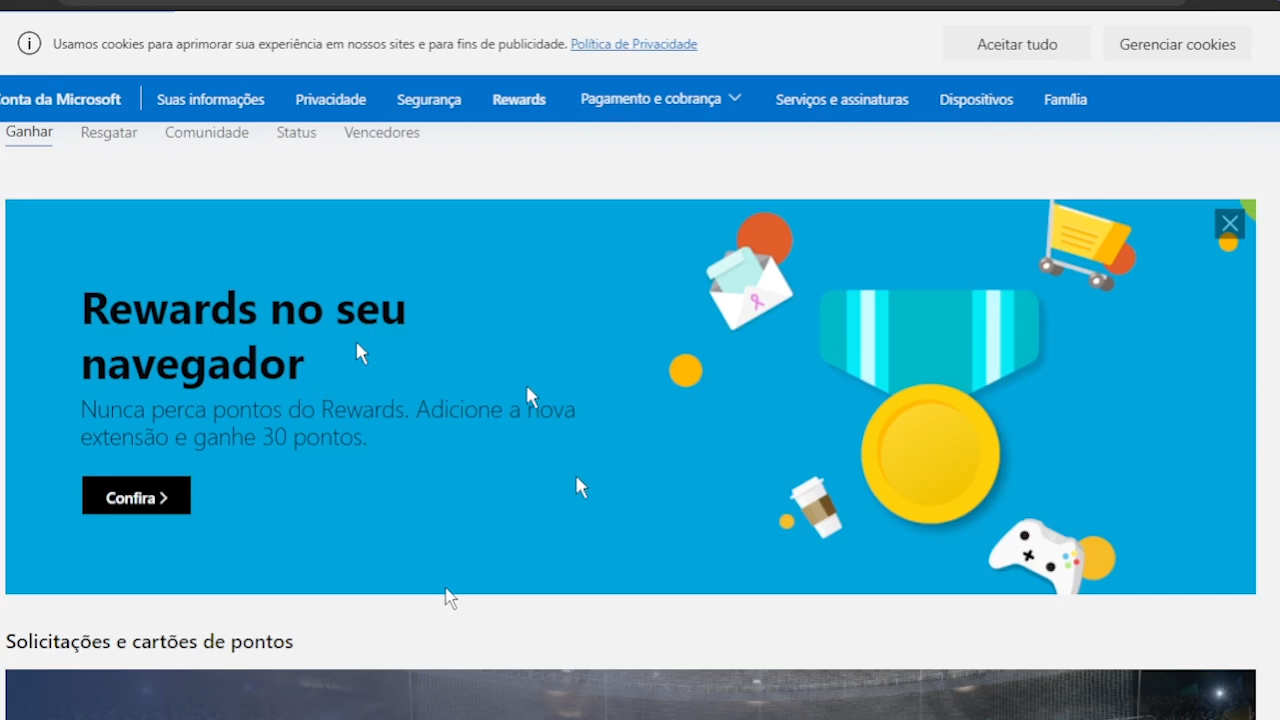 Usamos cookies para aprimorar sua experiência em nossos sites e para fins de publicidade. Política de Privacidade
Aceitar tudo
Gerenciar cookies
onta da Microsoft
Suas informações
Privacidade
Segurança
Rewards
Pagamento e cobrança
Serviços e assinaturas
Dispositivos
Família
Ganhar
Resgatar
Comunidade
Status
Vencedores
Rewards no seu
navegador
Nunca perca pontos do Rewards. Adicione a nova
extensão e ganhe 30 pontos.
Confira
Solicitações e cartões de pontos